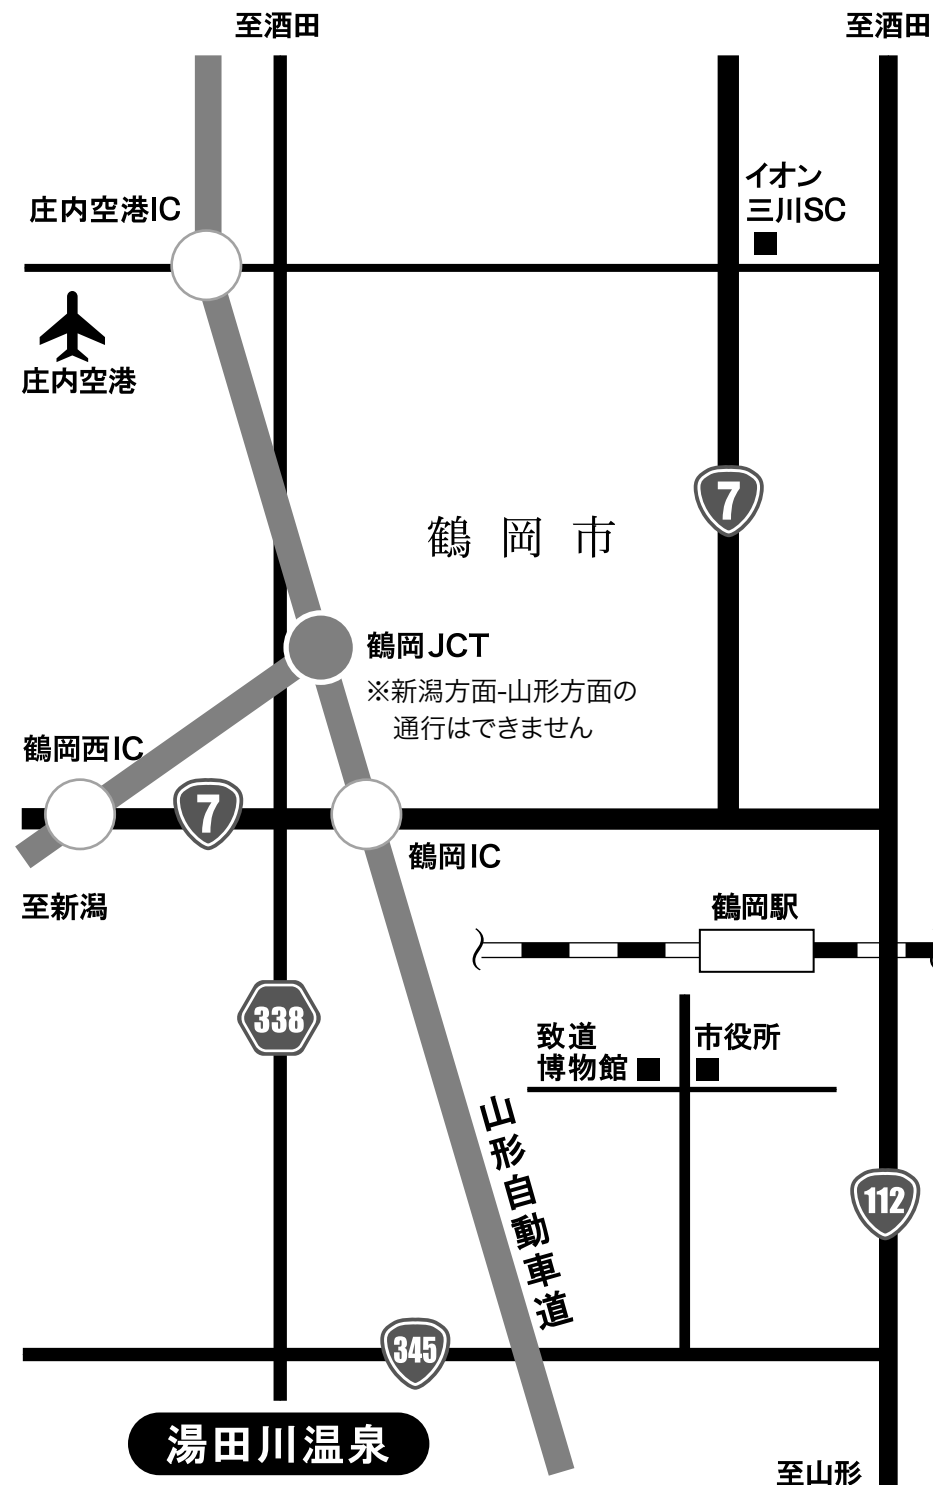 至酒田
至酒田
イオン
三川SC
庄内空港IC
庄内空港
7
鶴岡市
鶴岡JCT
※新潟方面-山形方面の
通行はできません
鶴岡西IC
7
鶴岡IC
至新潟
鶴岡駅
338
致道
博物館
市役所
山形自動車道
112
345
湯田川温泉
至山形